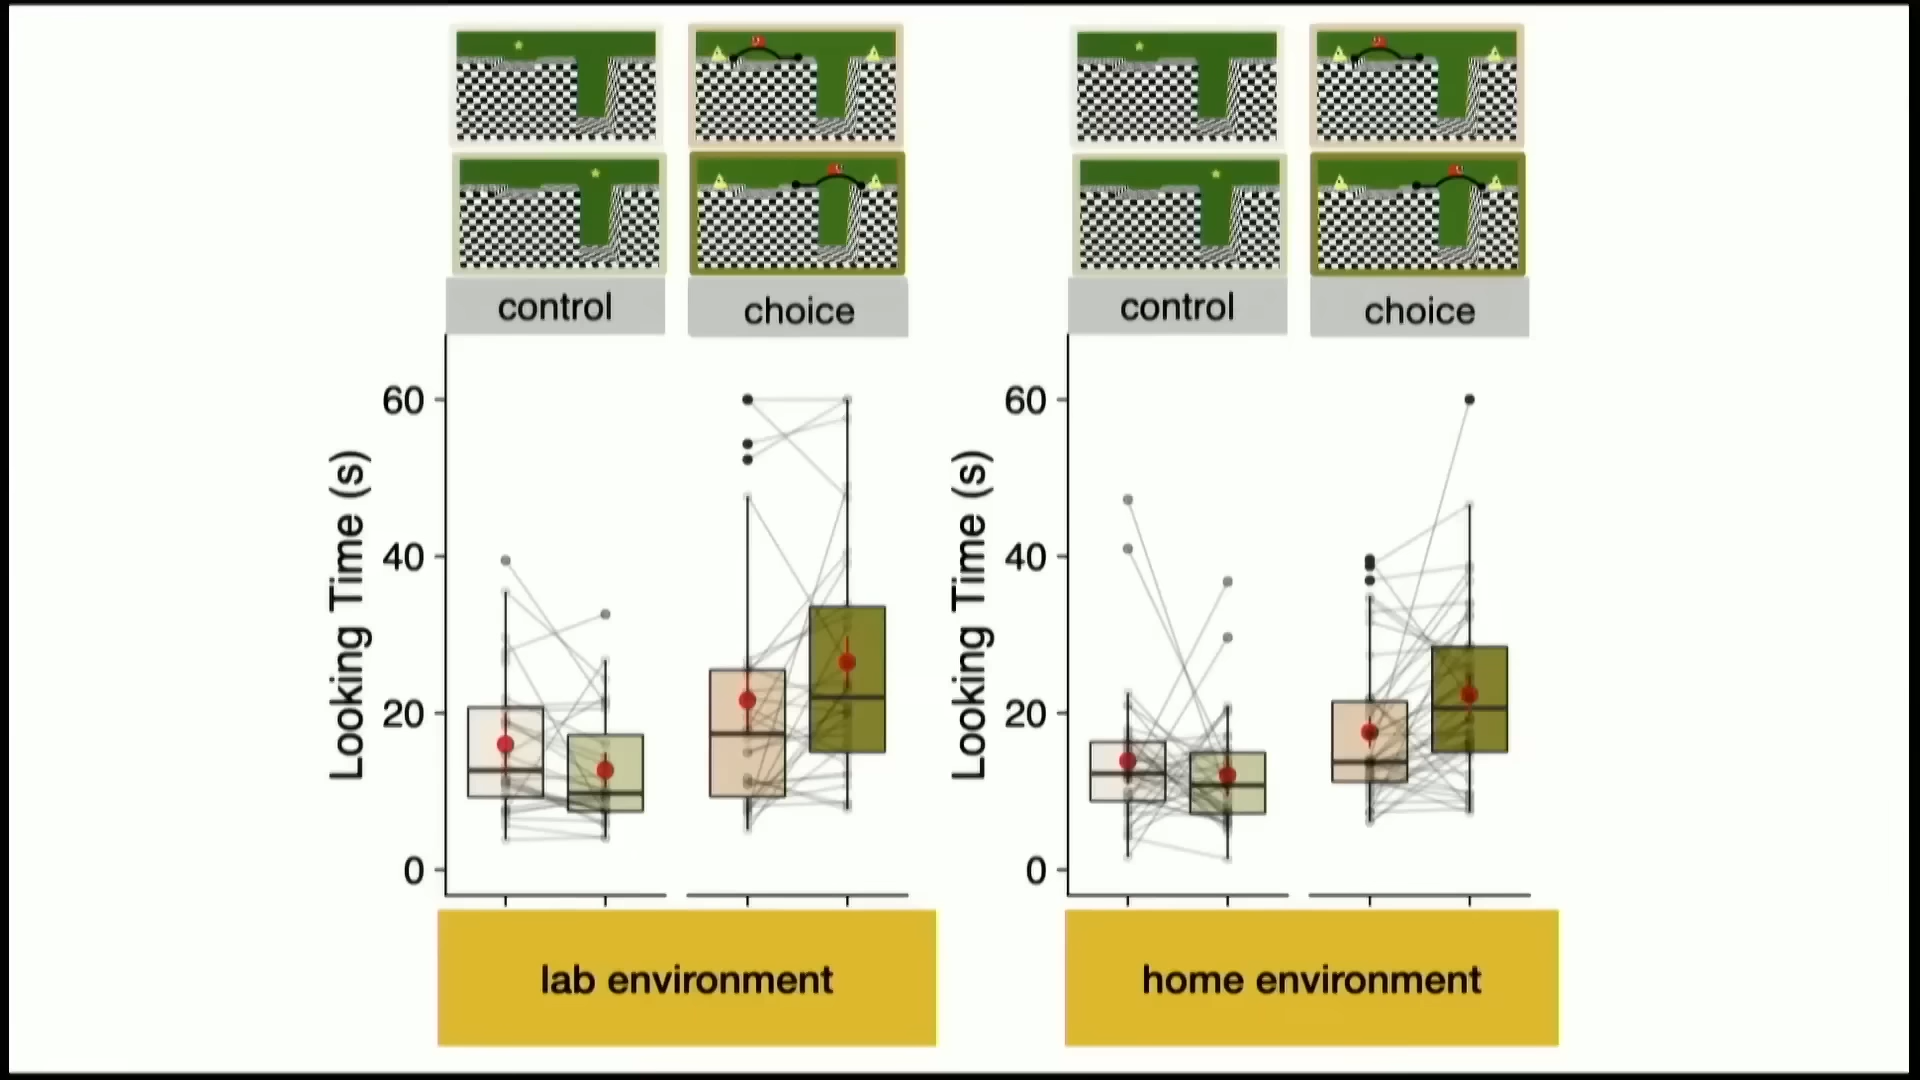 control
choice
control
choice
Looking Time (s)
60
40
20
0
Looking Time (s)
60
40
20
0
lab environment
home environment